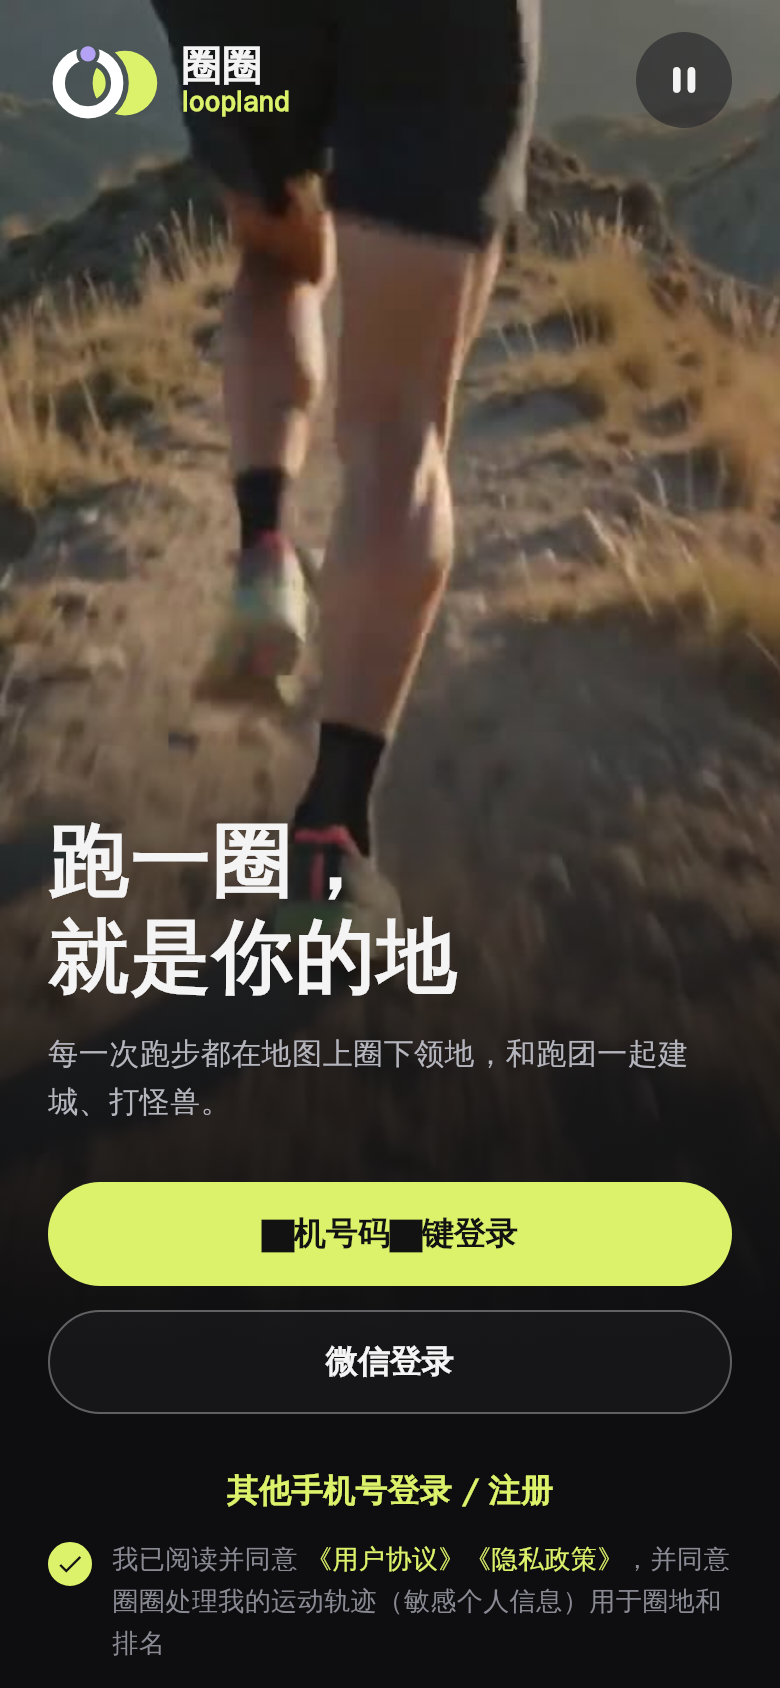 圈圈
loopland
跑一圈，
就是你的地
每一次跑步都在地图上圈下领地，和跑团一起建
城、打怪兽。
机号码键登录
微信登录
其他手机号登录 / 注册
我已阅读并同意 《用户协议》《隐私政策》，并同意
圈圈处理我的运动轨迹（敏感个人信息）用于圈地和
排名